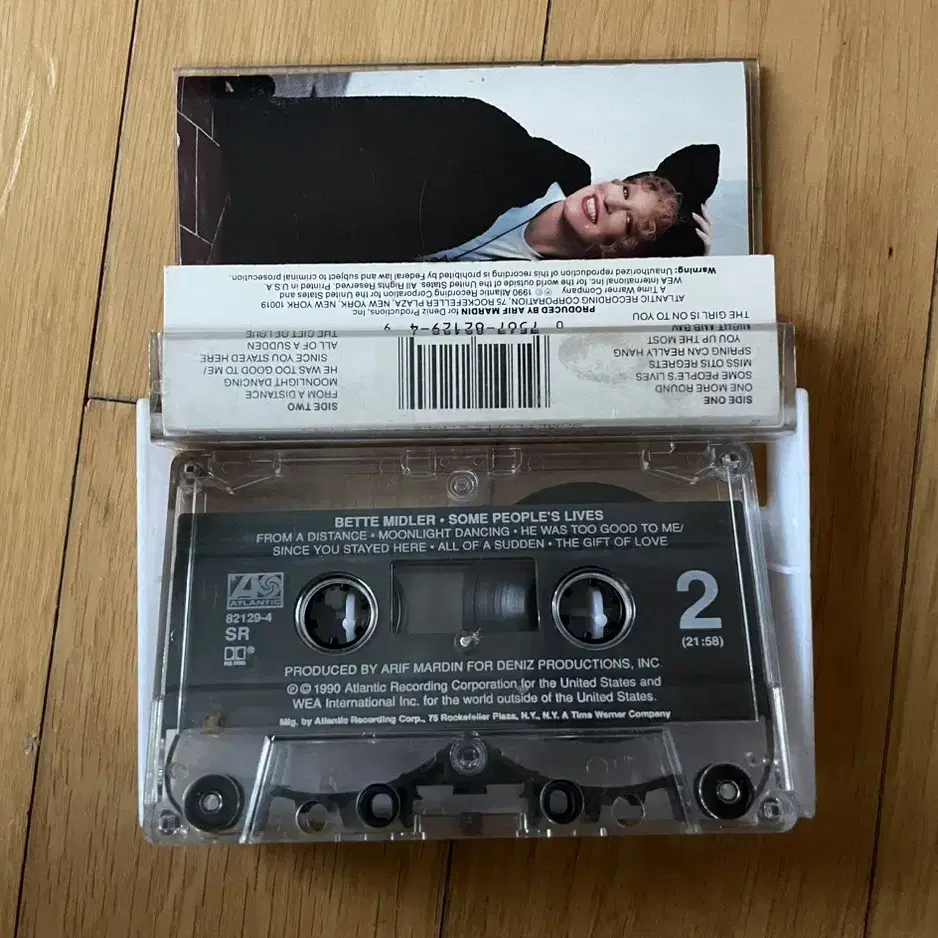 Warning: Unauthorized reproduction of this recording is prohibited by Federal law and subject to criminal prosecution.
WEA International Inc. for the world outside of the United States. All Rights Reserved. Printed in U.S.A.
A Time Warner Company ℗ © 1990 Atlantic Recording Corporation for the United States and
ATLANTIC RECORDING CORPORATION, 75 ROCKEFELLER PLAZA, NEW YORK, NEW YORK 10019
PRODUCED BY ARIF MARDIN for Deniz Productions, Inc.
0 7567-82129-4 9
SIDE ONE
ONE MORE ROUND
SOME PEOPLE'S LIVES
MISS OTIS REGRETS
SPRING CAN REALLY HANG
YOU UP THE MOST
NIGHT AND DAY
THE GIRL IS ON TO YOU
SIDE TWO
FROM A DISTANCE
MOONLIGHT DANCING
HE WAS TOO GOOD TO ME/
SINCE YOU STAYED HERE
ALL OF A SUDDEN
THE GIFT OF LOVE
BETTE MIDLER • SOME PEOPLE'S LIVES
FROM A DISTANCE • MOONLIGHT DANCING • HE WAS TOO GOOD TO ME/
SINCE YOU STAYED HERE • ALL OF A SUDDEN • THE GIFT OF LOVE
ATLANTIC
82129-4
SR
2
(21:58)
PRODUCED BY ARIF MARDIN FOR DENIZ PRODUCTIONS, INC.
℗ © 1990 Atlantic Recording Corporation for the United States and
WEA International Inc. for the world outside of the United States.
Mfg. by Atlantic Recording Corp., 75 Rockefeller Plaza, N.Y., N.Y. A Time Warner Company